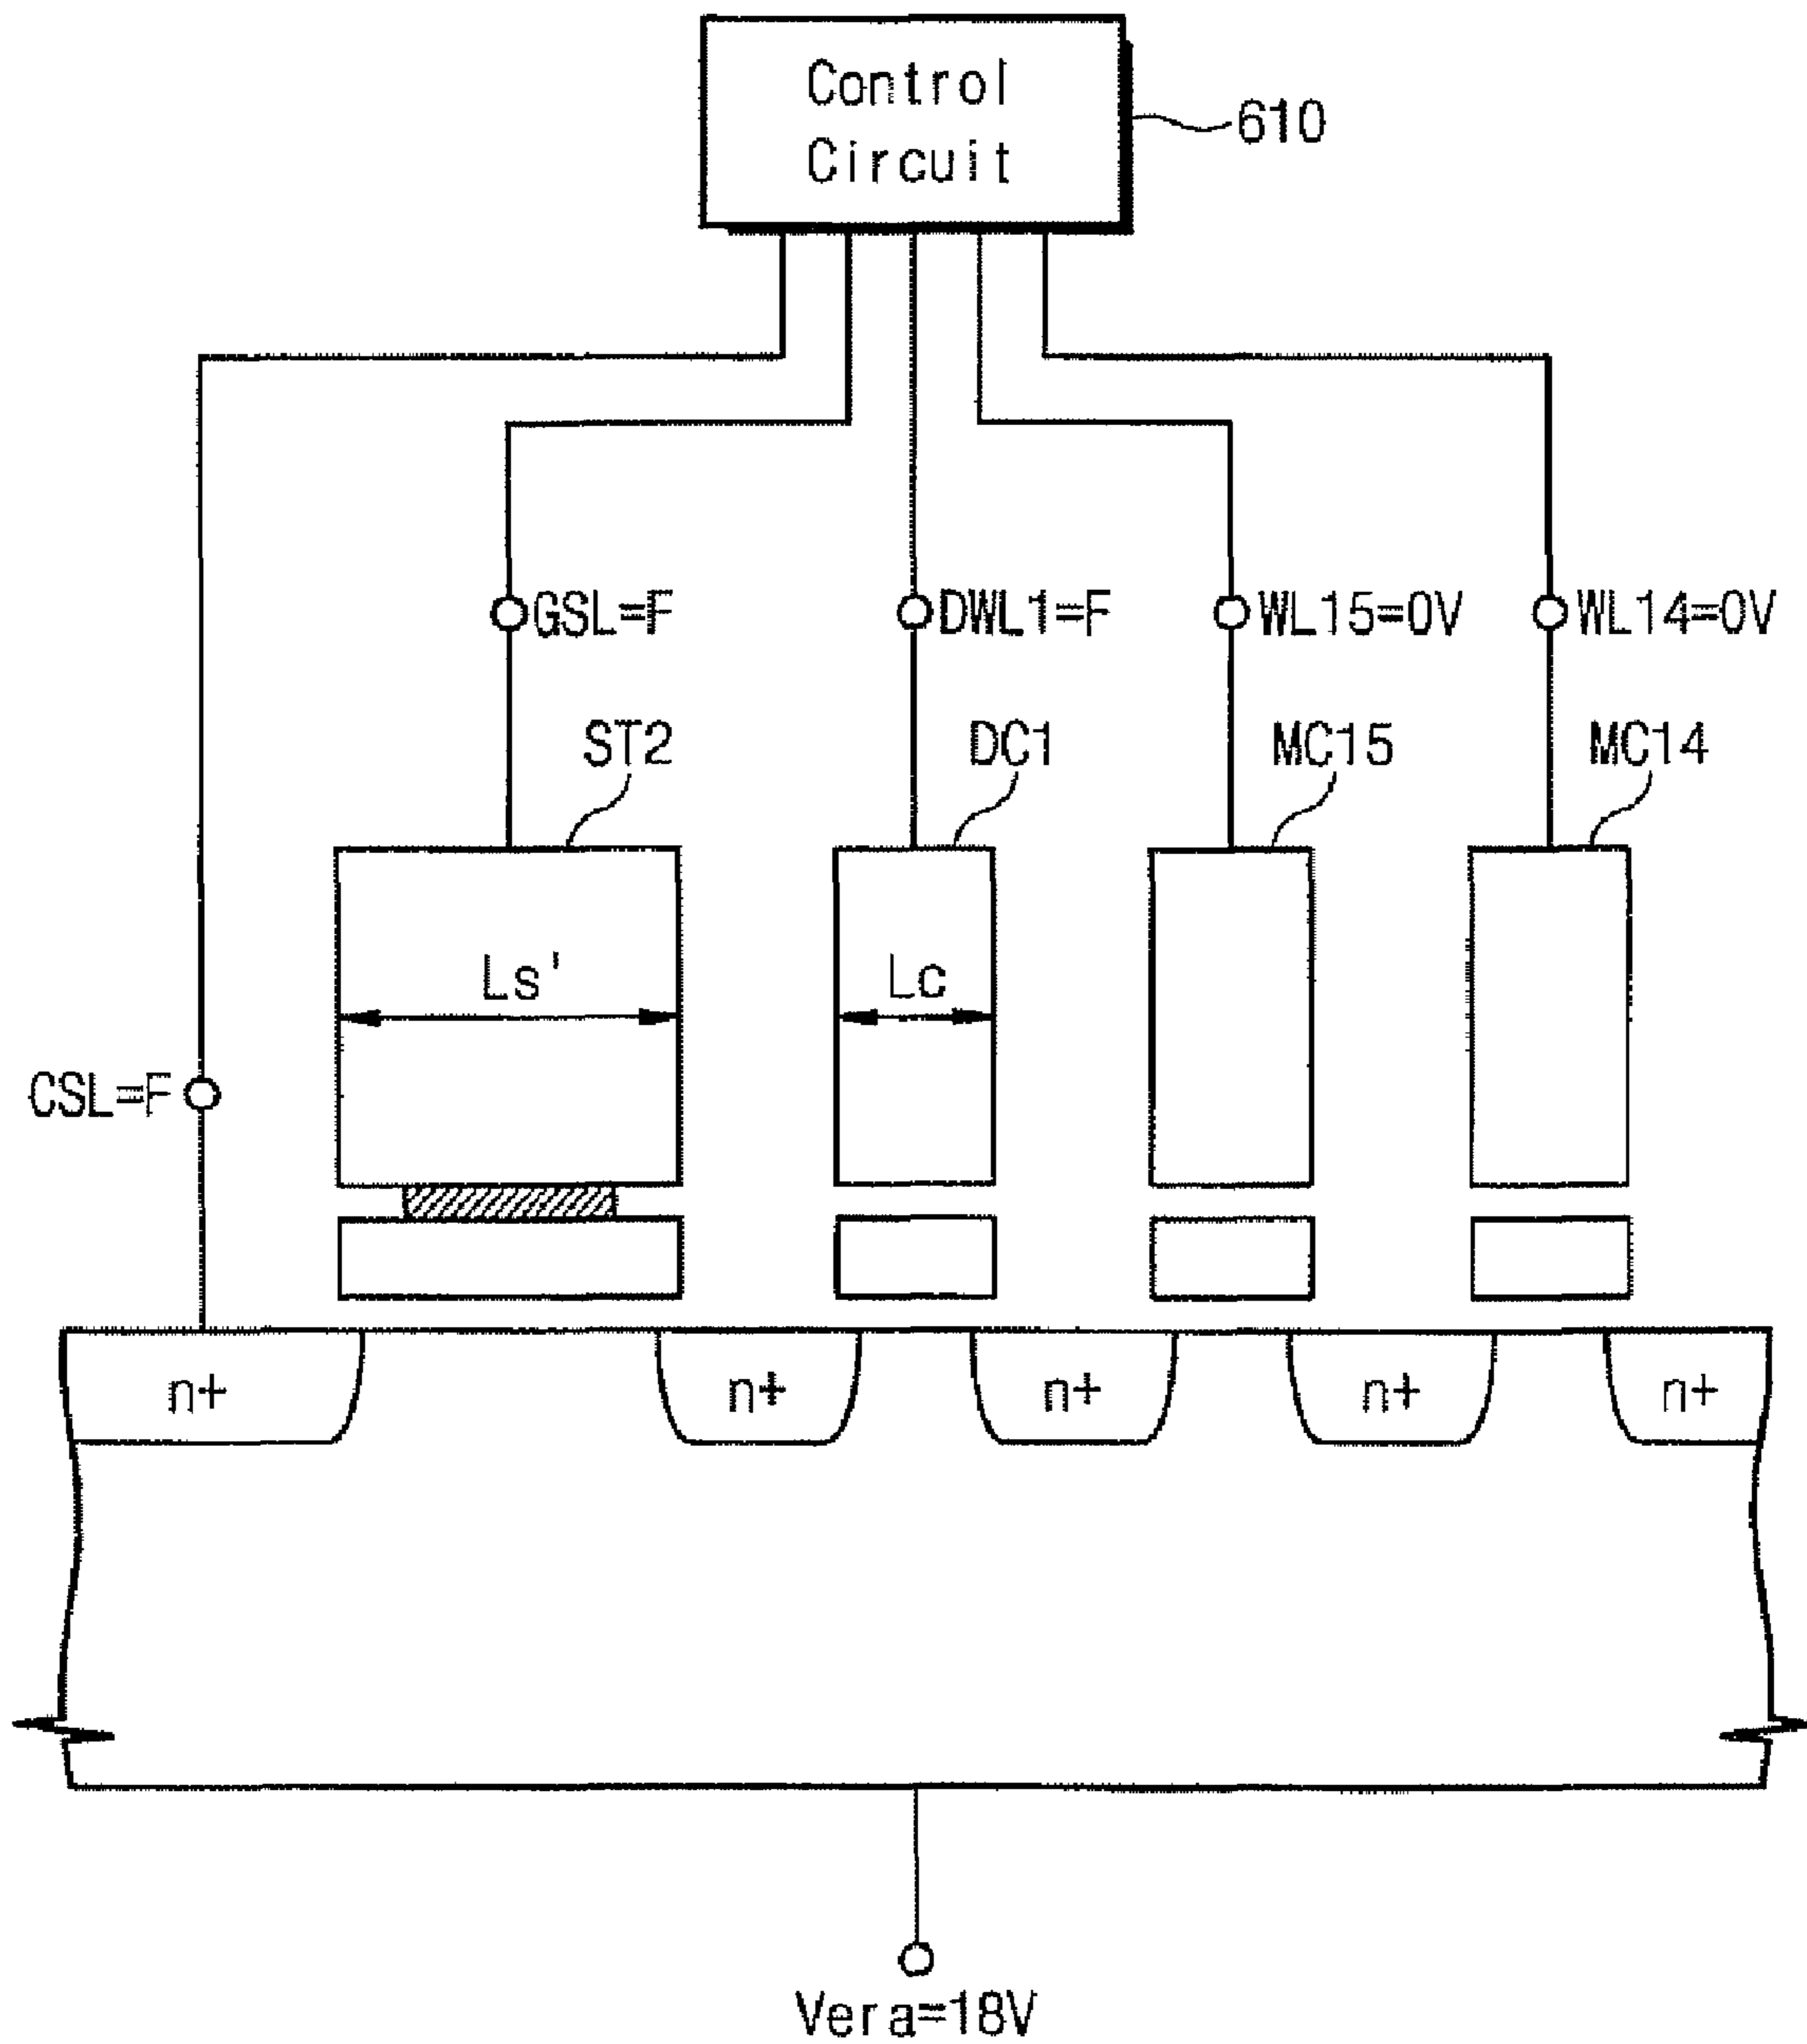 Control
Circuit
610
GSL=F
DWL1=F
WL15=0V
WL14=0V
ST2
DC1
MC15
MC14
Ls'
Lc
CSL=F
n+
n+
n+
n+
n+
Vera=18V